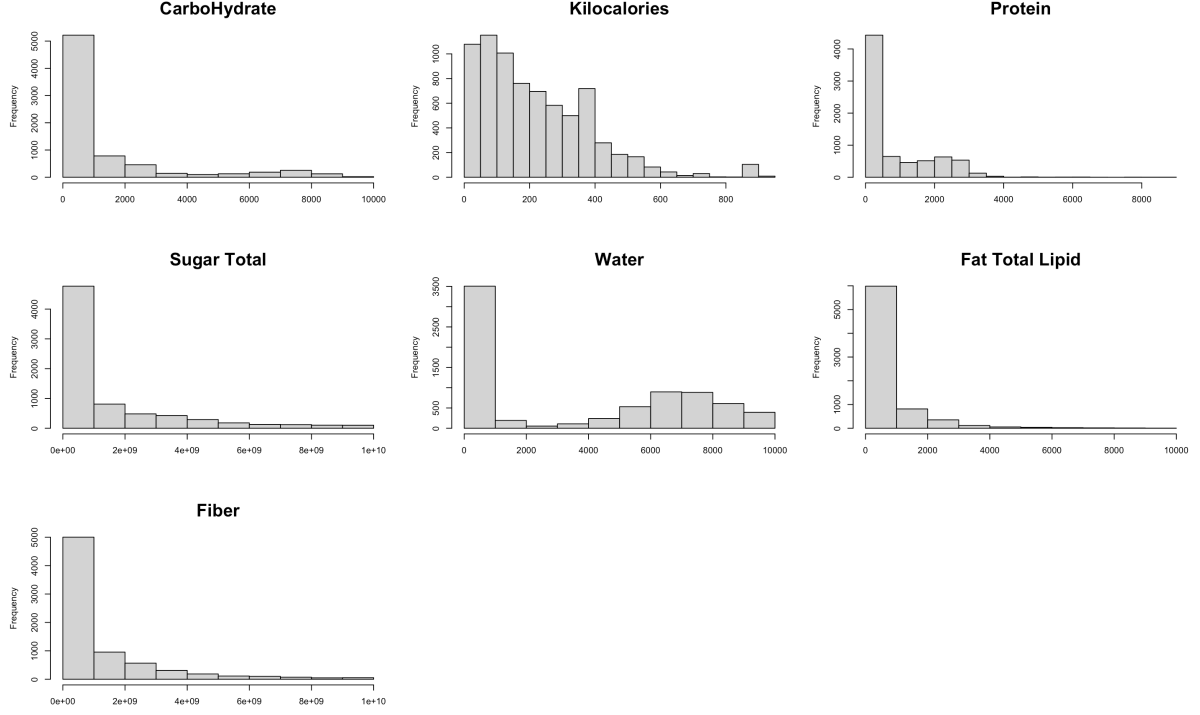 CarboHydrate
Frequency
0 1000 2000 3000 4000 5000
0 2000 4000 6000 8000 10000
Kilocalories
Frequency
0 200 400 600 800 1000
0 200 400 600 800
Protein
Frequency
0 1000 2000 3000 4000
0 2000 4000 6000 8000
Sugar Total
Frequency
0 1000 2000 3000 4000
0e+00 2e+09 4e+09 6e+09 8e+09 1e+10
Water
Frequency
0 500 1500 2500 3500
0 2000 4000 6000 8000 10000
Fat Total Lipid
Frequency
0 1000 3000 5000
0 2000 4000 6000 8000 10000
Fiber
Frequency
0 1000 2000 3000 4000 5000
0e+00 2e+09 4e+09 6e+09 8e+09 1e+10